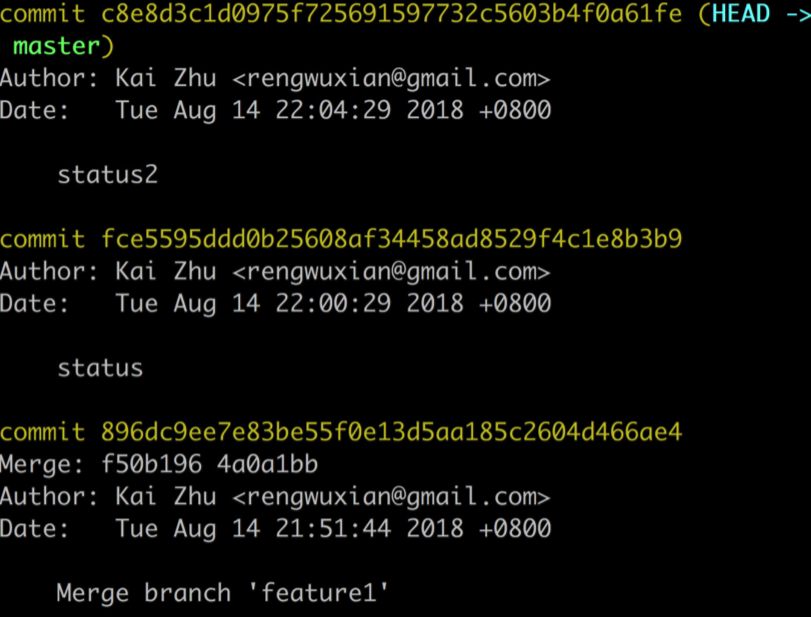 commit c8e8d3c1d0975f725691597732c5603b4f0a61fe (HEAD ->
master)
Author: Kai Zhu <rengwuxian@gmail.com>
Date:   Tue Aug 14 22:04:29 2018 +0800
status2
commit fce5595ddd0b25608af34458ad8529f4c1e8b3b9
Author: Kai Zhu <rengwuxian@gmail.com>
Date:   Tue Aug 14 22:00:29 2018 +0800
status
commit 896dc9ee7e83be55f0e13d5aa185c2604d466ae4
Merge: f50b196 4a0a1bb
Author: Kai Zhu <rengwuxian@gmail.com>
Date:   Tue Aug 14 21:51:44 2018 +0800
Merge branch 'feature1'